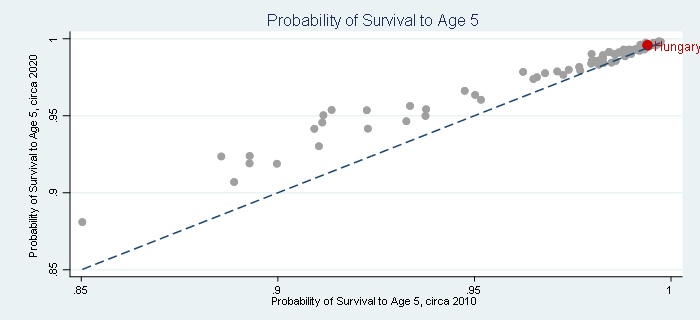 Probability of Survival to Age 5
Probability of Survival to Age 5, circa 2020
1
.95
.9
.85
Hungary
.85
.9
.95
1
Probability of Survival to Age 5, circa 2010